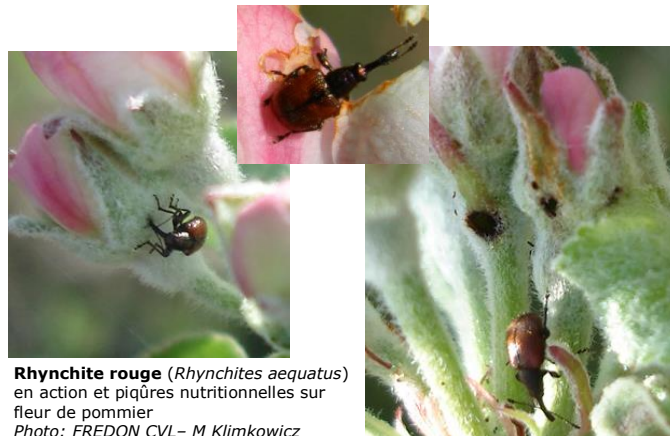 Rhynchite rouge (Rhynchites aequatus)
en action et piqûres nutritionnelles sur
fleur de pommier
Photo: FREDON CVL– M Klimkowicz